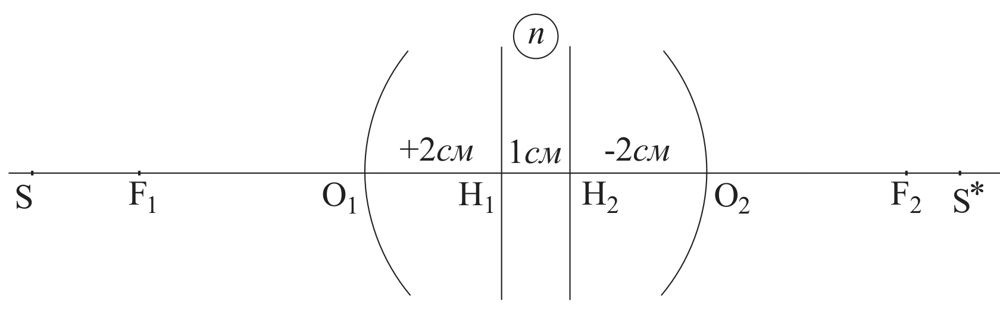 n
+2см 1см -2см
S F₁ O₁ H₁ H₂ O₂ F₂ S*